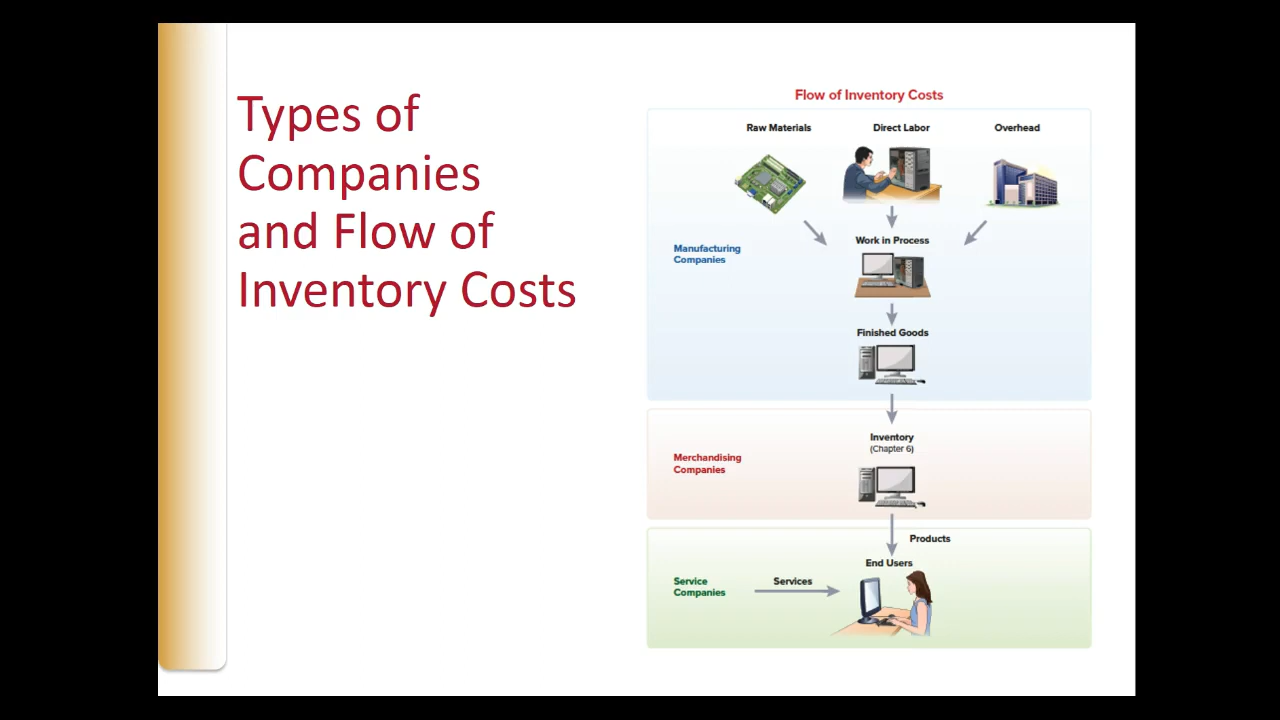 Types of
Companies
and Flow of
Inventory Costs
Flow of Inventory Costs
Raw Materials
Direct Labor
Overhead
Manufacturing
Companies
Work in Process
Finished Goods
Merchandising
Companies
Inventory
(Chapter 6)
Products
End Users
Service
Companies
Services